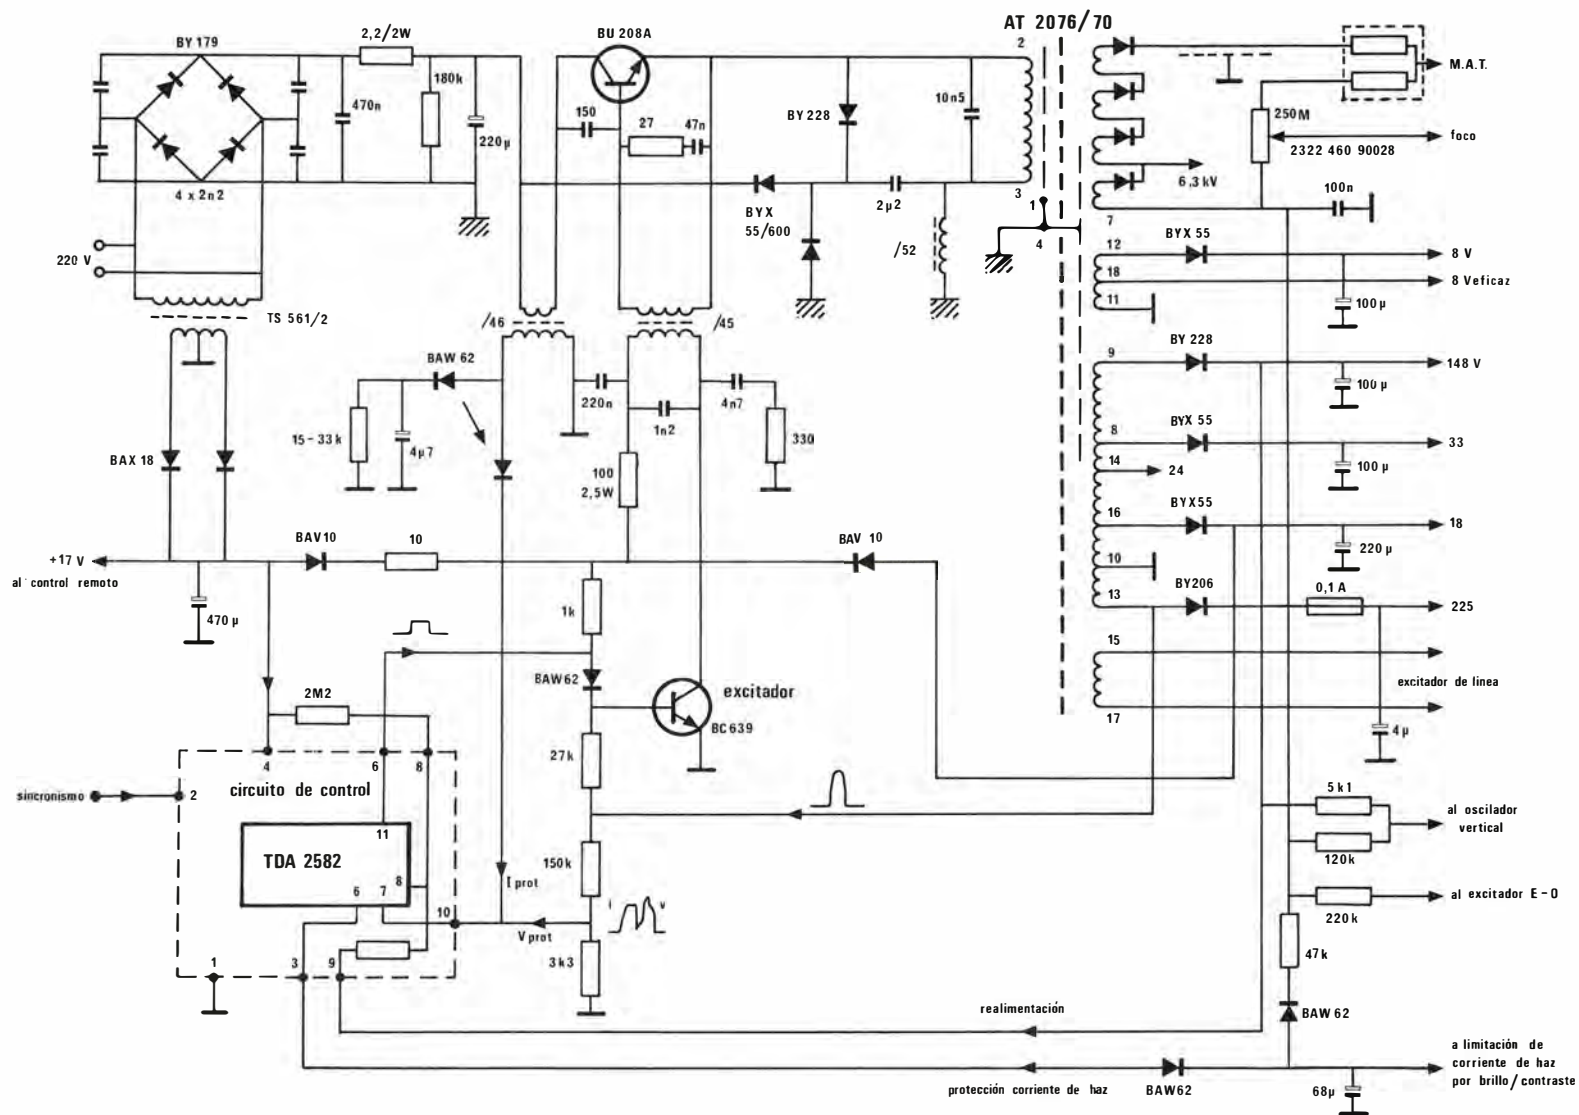 AT 2076/70
BY 179
2,2/2W
BU 208A
2
M.A.T.
180k
470n
220µ
150
27
47n
BY 228
10n5
250M
foco
2322 460 90028
6,3 kV
4 x 2n2
3
1
4
7
100n
2µ2
BYX
55/600
/52
220 V
TS 561/2
/46
/45
12
BYX 55
8 V
18
8 Veficaz
11
100µ
BAW 62
9
BY 228
148 V
100µ
220n
4n7
1n2
15-33k
4µ7
330
8
BYX 55
33
BAX 18
100
2,5W
14
24
100µ
BYX55
16
18
+17 V
al control remoto
BAV10
10
BAV 10
10
220µ
BY206
0,1 A
13
225
470µ
1k
15
BAW62
excitador
excitador de linea
2M2
BC639
17
4µ
27k
4
6
8
sincronismo
2
circuito de control
5k1
al oscilador
vertical
11
TDA 2582
8
6
7
150k
120k
I prot
10
i
v
al excitador E-O
220k
V prot
47k
1
3
9
3k3
realimentación
BAW 62
a limitación de
corriente de haz
por brillo/contraste
protección corriente de haz
BAW62
68µ